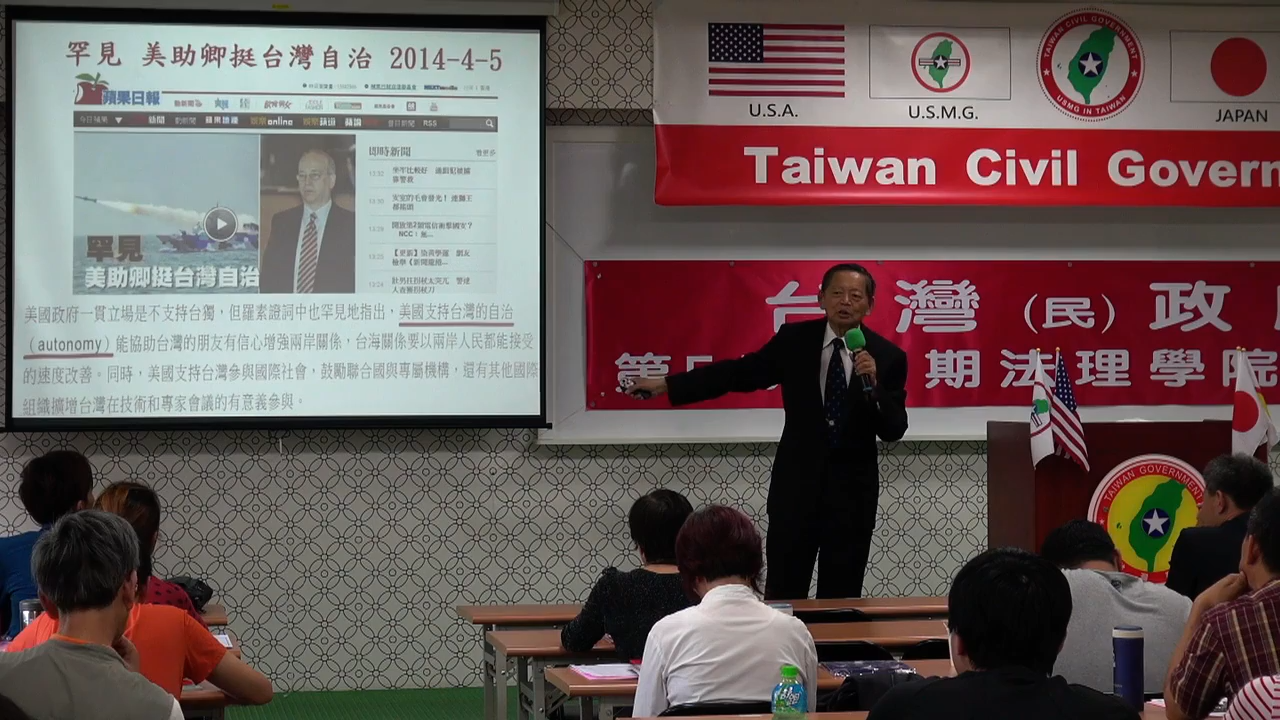 罕見 美助卿挺台灣自治 2014-4-5
蘋果日報
RSS
即時新聞
罕見
美助卿挺台灣自治
美國政府一貫立場是不支持台獨，但羅素證詞中也罕見地指出，美國支持台灣的自治
（autonomy）能協助台灣的朋友有信心增強兩岸關係，台海關係要以兩岸人民都能接受
的速度改善。同時，美國支持台灣參與國際社會，鼓勵聯合國與專屬機構，還有其他國際
組織擴增台灣在技術和專家會議的有意義參與。
U.S.A.
U.S.M.G.
TAIWAN CIVIL GOVERNMENT
USMG IN TAIWAN
JAPAN
Taiwan Civil Govern
台灣（民）政
第5 期法理學院
TAIWAN GOVERNMENT